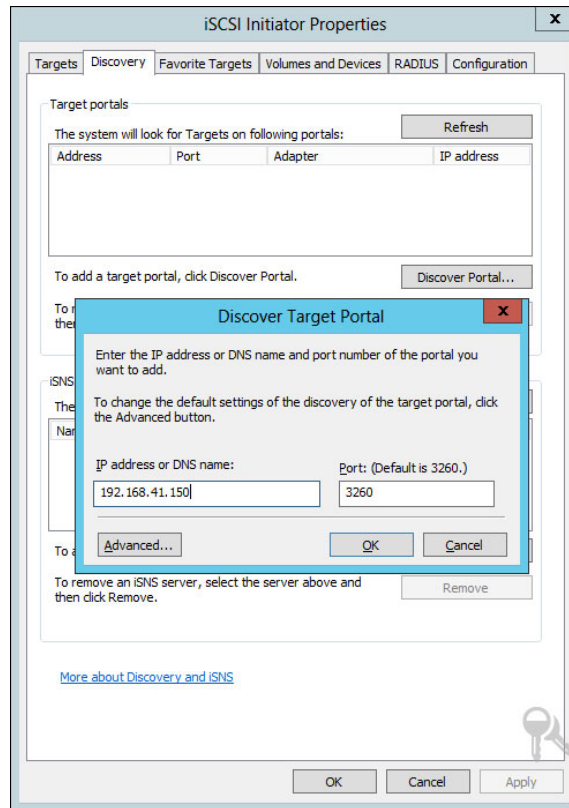 iSCSI Initiator Properties
x
Targets Discovery Favorite Targets Volumes and Devices RADIUS Configuration
Target portals
The system will look for Targets on following portals:
Refresh
Address Port Adapter IP address
To add a target portal, click Discover Portal.
Discover Portal...
To
Discover Target Portal
x
Enter the IP address or DNS name and port number of the portal you
want to add.
To change the default settings of the discovery of the target portal, click
the Advanced button.
IP address or DNS name:
Port: (Default is 3260.)
192.168.41.150
3260
Advanced...
OK
Cancel
iSNS
The
To
To remove an iSNS server, select the server above and
then click Remove.
Remove
More about Discovery and iSNS
OK
Cancel
Apply